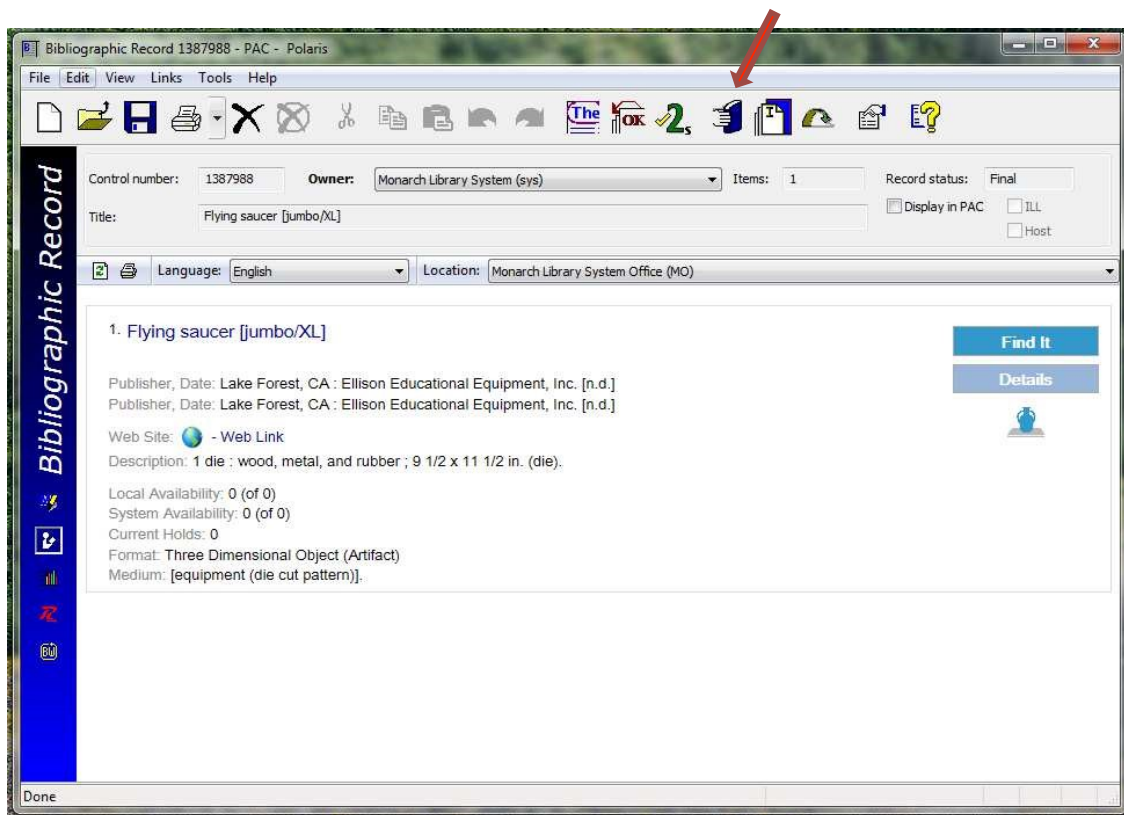 Bibliographic Record 1387988 - PAC - Polaris
File Edit View Links Tools Help
The OK 2s
Control number: 1387988 Owner: Monarch Library System (sys) Items: 1 Record status: Final
Title: Flying saucer [jumbo/XL] Display in PAC ILL
Host
Language: English Location: Monarch Library System Office (MO)
Bibliographic Record
1. Flying saucer [jumbo/XL]
Find It
Publisher, Date: Lake Forest, CA : Ellison Educational Equipment, Inc. [n.d.]
Details
Publisher, Date: Lake Forest, CA : Ellison Educational Equipment, Inc. [n.d.]
Web Site: - Web Link
Description: 1 die : wood, metal, and rubber ; 9 1/2 x 11 1/2 in. (die).
Local Availability: 0 (of 0)
System Availability: 0 (of 0)
Current Holds: 0
Format: Three Dimensional Object (Artifact)
Medium: [equipment (die cut pattern)].
Done